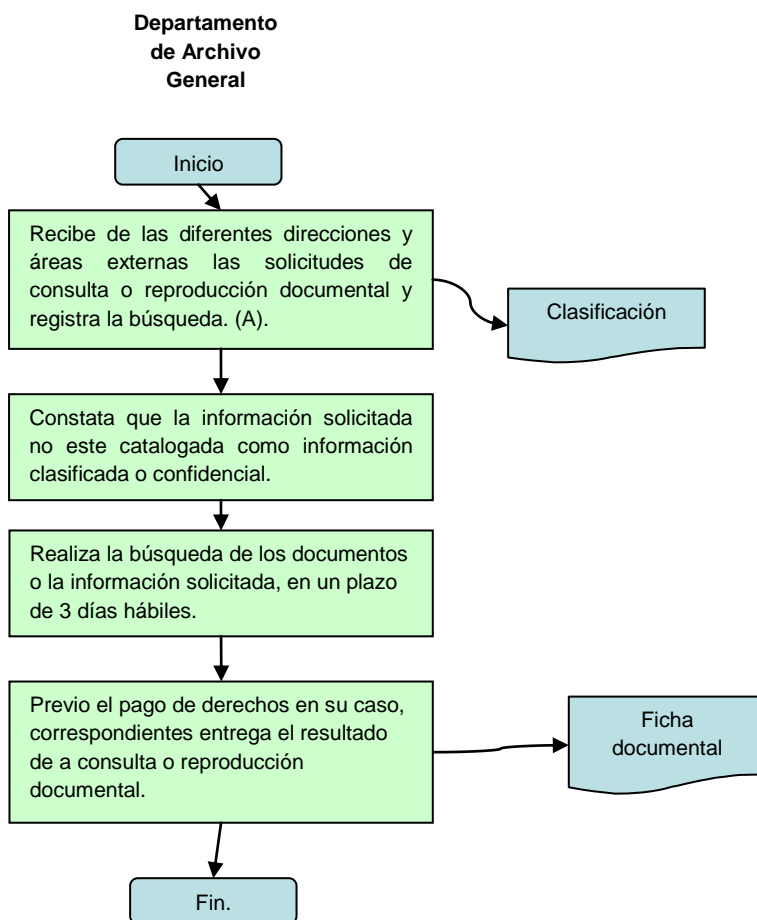 Departamento
de Archivo
General
Inicio
Recibe de las diferentes direcciones y
áreas externas las solicitudes de
consulta o reproducción documental y
registra la búsqueda. (A).
Clasificación
Constata que la información solicitada
no este catalogada como información
clasificada o confidencial.
Realiza la búsqueda de los documentos
o la información solicitada, en un plazo
de 3 días hábiles.
Previo el pago de derechos en su caso,
correspondientes entrega el resultado
de a consulta o reproducción
documental.
Ficha
documental
Fin.